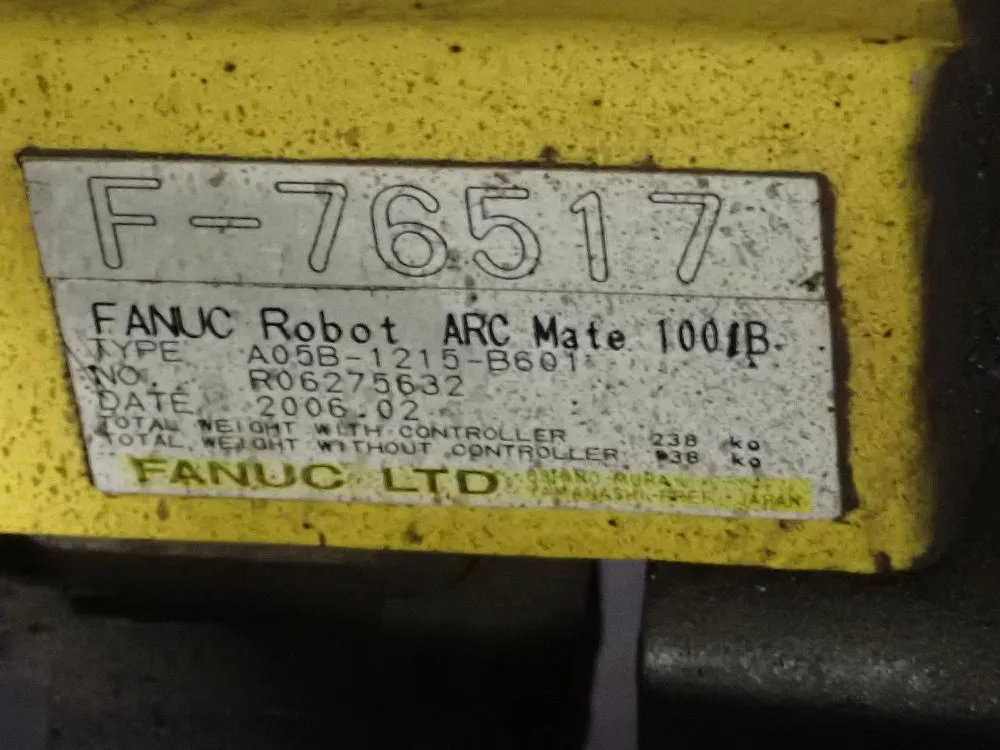 F-76517
FANUC Robot ARC Mate 100iB
TYPE A05B-1215-B601
NO. R06275632
DATE 2006.02
TOTAL WEIGHT WITH CONTROLLER 238 kg
TOTAL WEIGHT WITHOUT CONTROLLER 138 kg
FANUC LTD
JAPAN